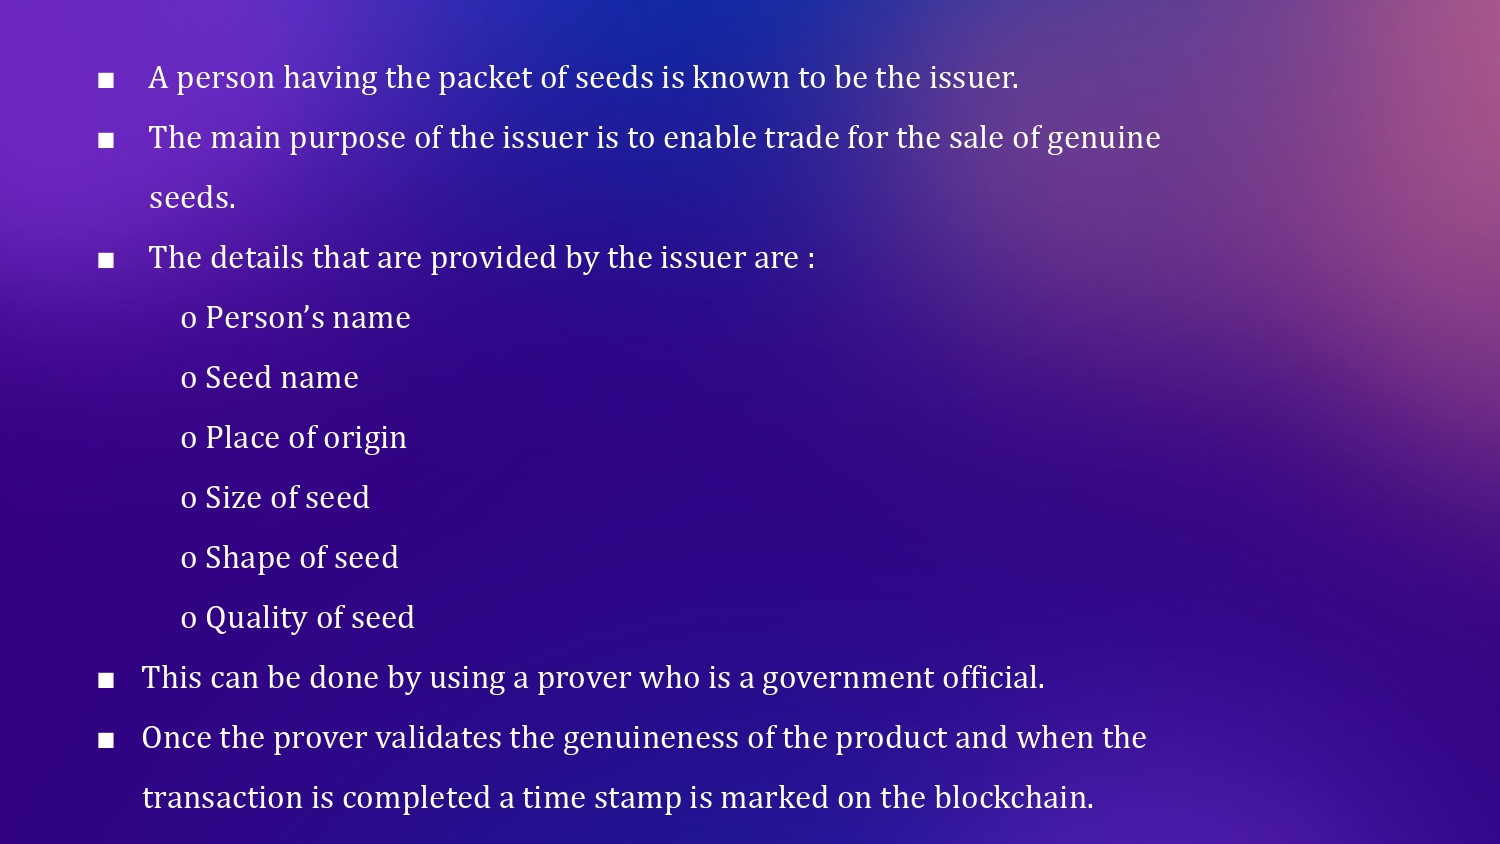 ▪ A person having the packet of seeds is known to be the issuer.
▪ The main purpose of the issuer is to enable trade for the sale of genuine
seeds.
▪ The details that are provided by the issuer are :
o Person’s name
o Seed name
o Place of origin
o Size of seed
o Shape of seed
o Quality of seed
▪ This can be done by using a prover who is a government official.
▪ Once the prover validates the genuineness of the product and when the
transaction is completed a time stamp is marked on the blockchain.